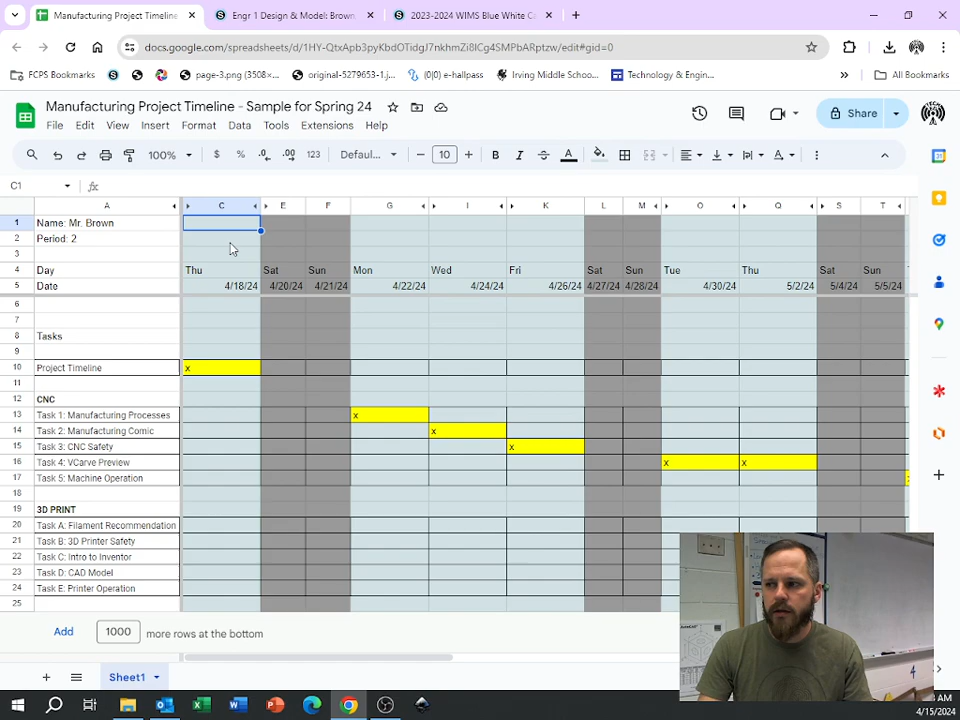 Manufacturing Project Timeline
Engr 1 Design & Model: Brown,
2023-2024 WIMS Blue White Ca
docs.google.com/spreadsheets/d/1HY-QtxApb3pyKbdOTidgJ7nkhmZi8ICg4SMPbARptzw/edit#gid=0
FCPS Bookmarks
page-3.png (3508×...
original-5279653-1.j...
(0|0) e-hallpass
Irving Middle Schoo...
Technology & Engin...
»
All Bookmarks
Manufacturing Project Timeline - Sample for Spring 24
File Edit View Insert Format Data Tools Extensions Help
Share
100% $ % .0 .00 123 Defaul... − 10 + B I S A
C1 fx
A C E F G I K L M O Q S T
1 Name: Mr. Brown
2 Period: 2
3
4 Day Thu Sat Sun Mon Wed Fri Sat Sun Tue Thu Sat Sun
5 Date 4/18/24 4/20/24 4/21/24 4/22/24 4/24/24 4/26/24 4/27/24 4/28/24 4/30/24 5/2/24 5/4/24 5/5/24
6
7
8 Tasks
9
10 Project Timeline x
11
12 CNC
13 Task 1: Manufacturing Processes x
14 Task 2: Manufacturing Comic x
15 Task 3: CNC Safety x
16 Task 4: VCarve Preview x x
17 Task 5: Machine Operation
18
19 3D PRINT
20 Task A: Filament Recommendation
21 Task B: 3D Printer Safety
22 Task C: Intro to Inventor
23 Task D: CAD Model
24 Task E: Printer Operation
25
Add 1000 more rows at the bottom
+ Sheet1
AM
4/15/2024